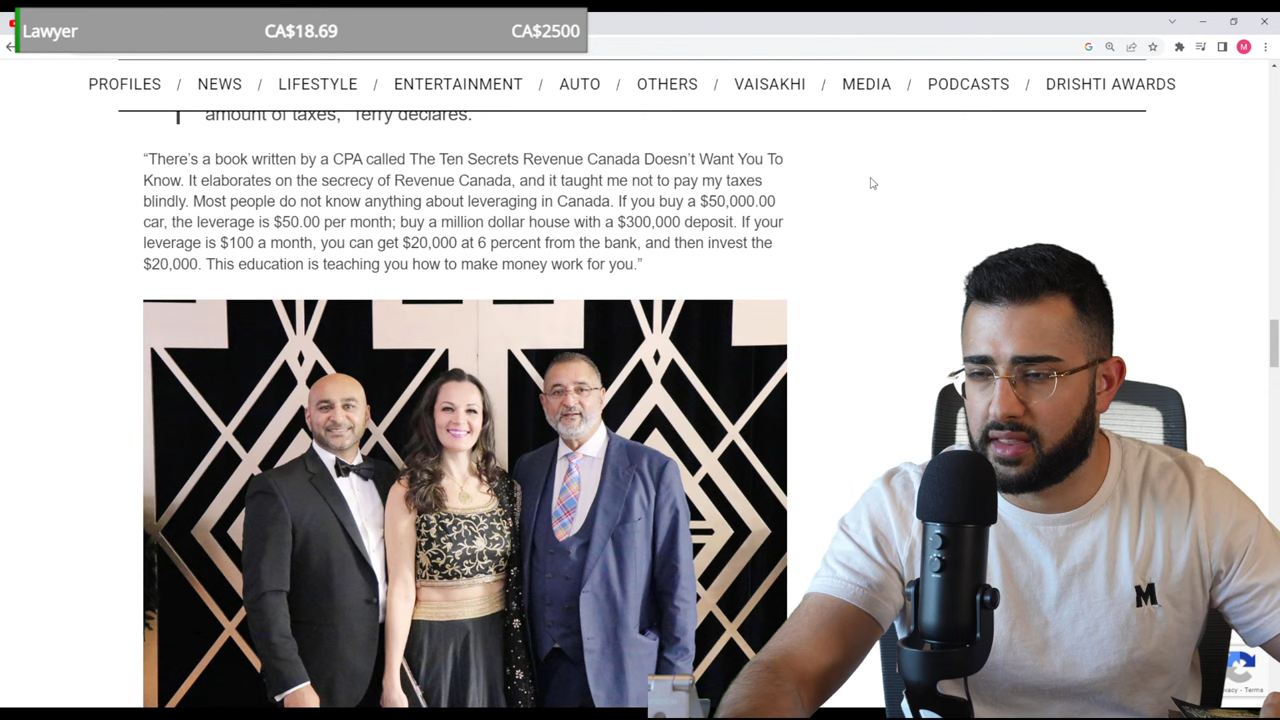 Lawyer CA$18.69 CA$2500
PROFILES / NEWS / LIFESTYLE / ENTERTAINMENT / AUTO / OTHERS / VAISAKHI / MEDIA / PODCASTS / DRISHTI AWARDS
amount of taxes," Terry declares.
“There’s a book written by a CPA called The Ten Secrets Revenue Canada Doesn’t Want You To
Know. It elaborates on the secrecy of Revenue Canada, and it taught me not to pay my taxes
blindly. Most people do not know anything about leveraging in Canada. If you buy a $50,000.00
car, the leverage is $50.00 per month; buy a million dollar house with a $300,000 deposit. If your
leverage is $100 a month, you can get $20,000 at 6 percent from the bank, and then invest the
$20,000. This education is teaching you how to make money work for you.”
M
M
- Terms